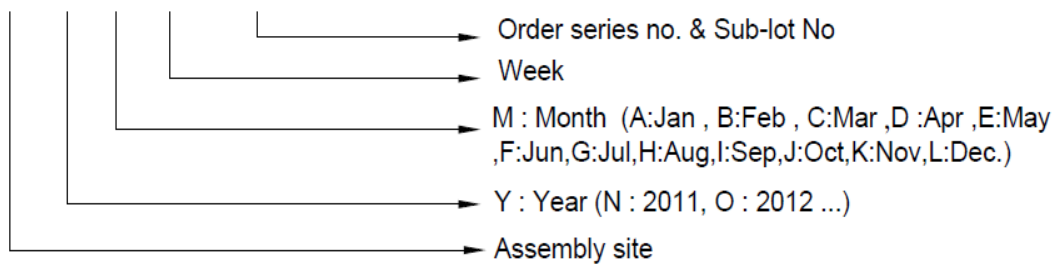 Order series no. & Sub-lot No
Week
M : Month (A:Jan , B:Feb , C:Mar ,D :Apr ,E:May
,F:Jun,G:Jul,H:Aug,I:Sep,J:Oct,K:Nov,L:Dec.)
Y : Year (N : 2011, O : 2012 ...)
Assembly site